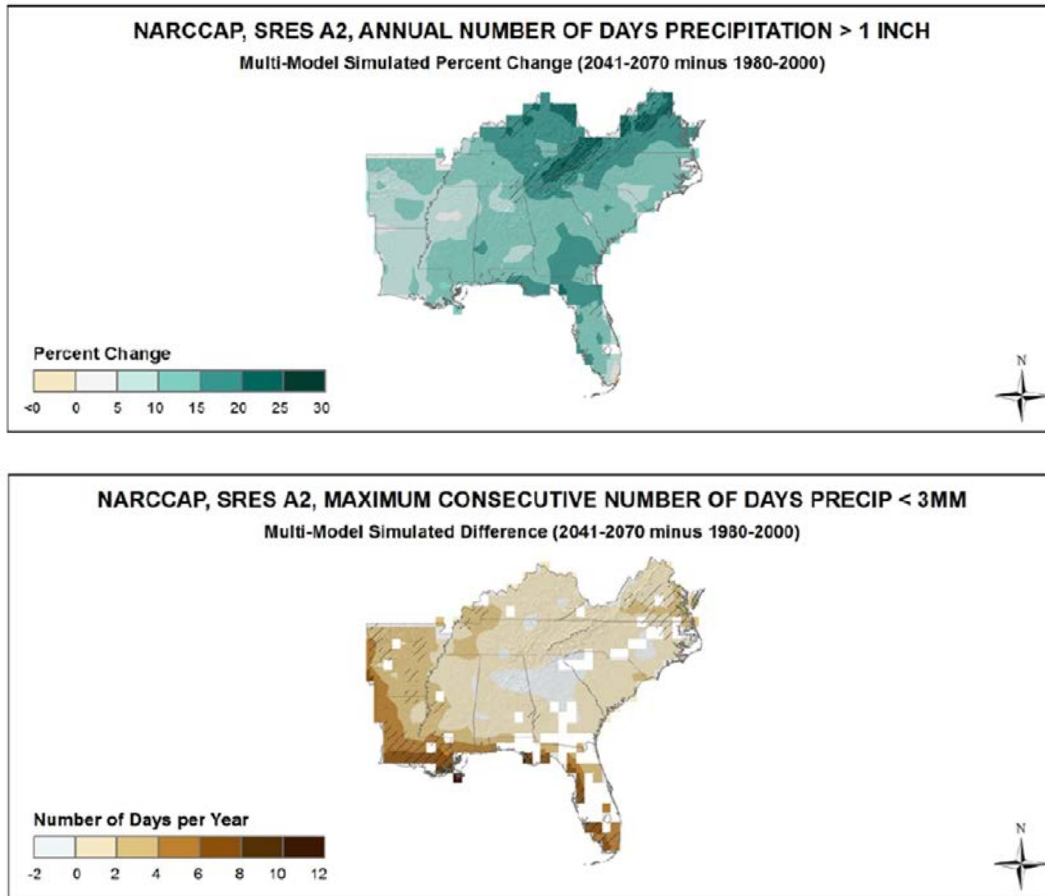 NARCCAP, SRES A2, ANNUAL NUMBER OF DAYS PRECIPITATION > 1 INCH
Multi-Model Simulated Percent Change (2041-2070 minus 1980-2000)
Percent Change
<0 0 5 10 15 20 25 30
N
NARCCAP, SRES A2, MAXIMUM CONSECUTIVE NUMBER OF DAYS PRECIP < 3MM
Multi-Model Simulated Difference (2041-2070 minus 1980-2000)
Number of Days per Year
-2 0 2 4 6 8 10 12
N